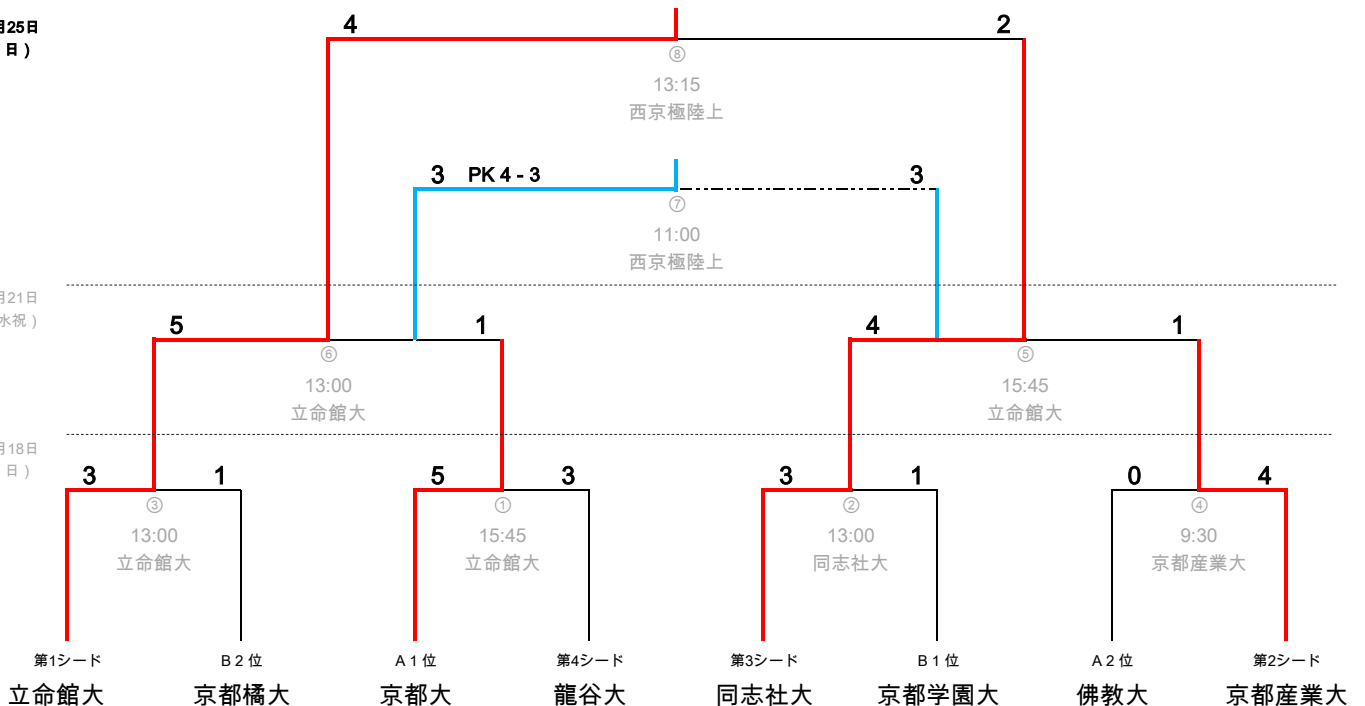 月25日
4
2
日 )
⑧
13:15
西京極陸上
3 PK 4 - 3
3
⑦
11:00
西京極陸上
月21日
水祝 )
5
1
4
1
⑥
⑤
13:00
15:45
立命館大
立命館大
月18日
日 )
3
1
5
3
3
1
0
4
③
①
②
④
13:00
15:45
13:00
9:30
立命館大
立命館大
同志社大
京都産業大
第1シード
B 2 位
A 1 位
第4シード
第3シード
B 1 位
A 2 位
第2シード
立命館大
京都橘大
京都大
龍谷大
同志社大
京都学園大
佛教大
京都産業大